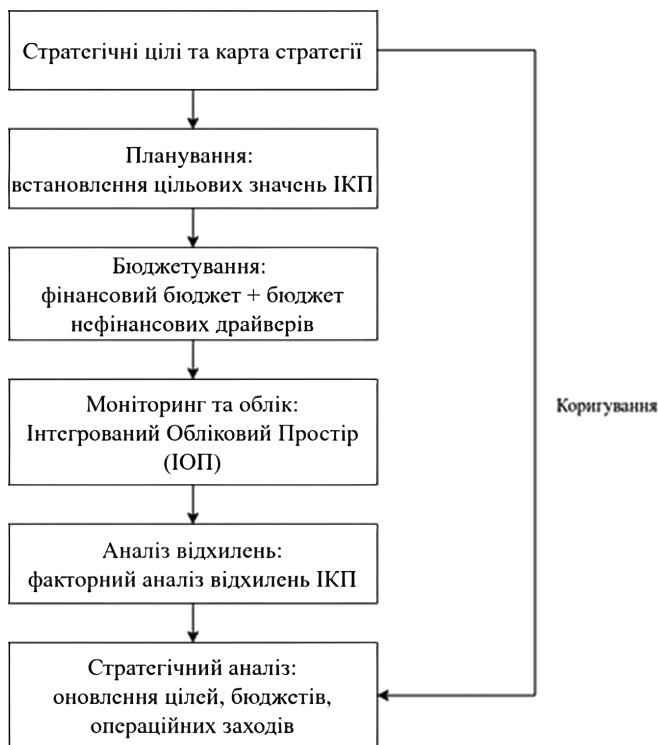 Стратегічні цілі та карта стратегії
Планування:
встановлення цільових значень ІКП
Бюджетування:
фінансовий бюджет + бюджет
нефінансових драйверів
Моніторинг та облік:
Інтегрований Обліковий Простір
(ІОП)
Коригування
Аналіз відхилень:
факторний аналіз відхилень ІКП
Стратегічний аналіз:
оновлення цілей, бюджетів,
операційних заходів